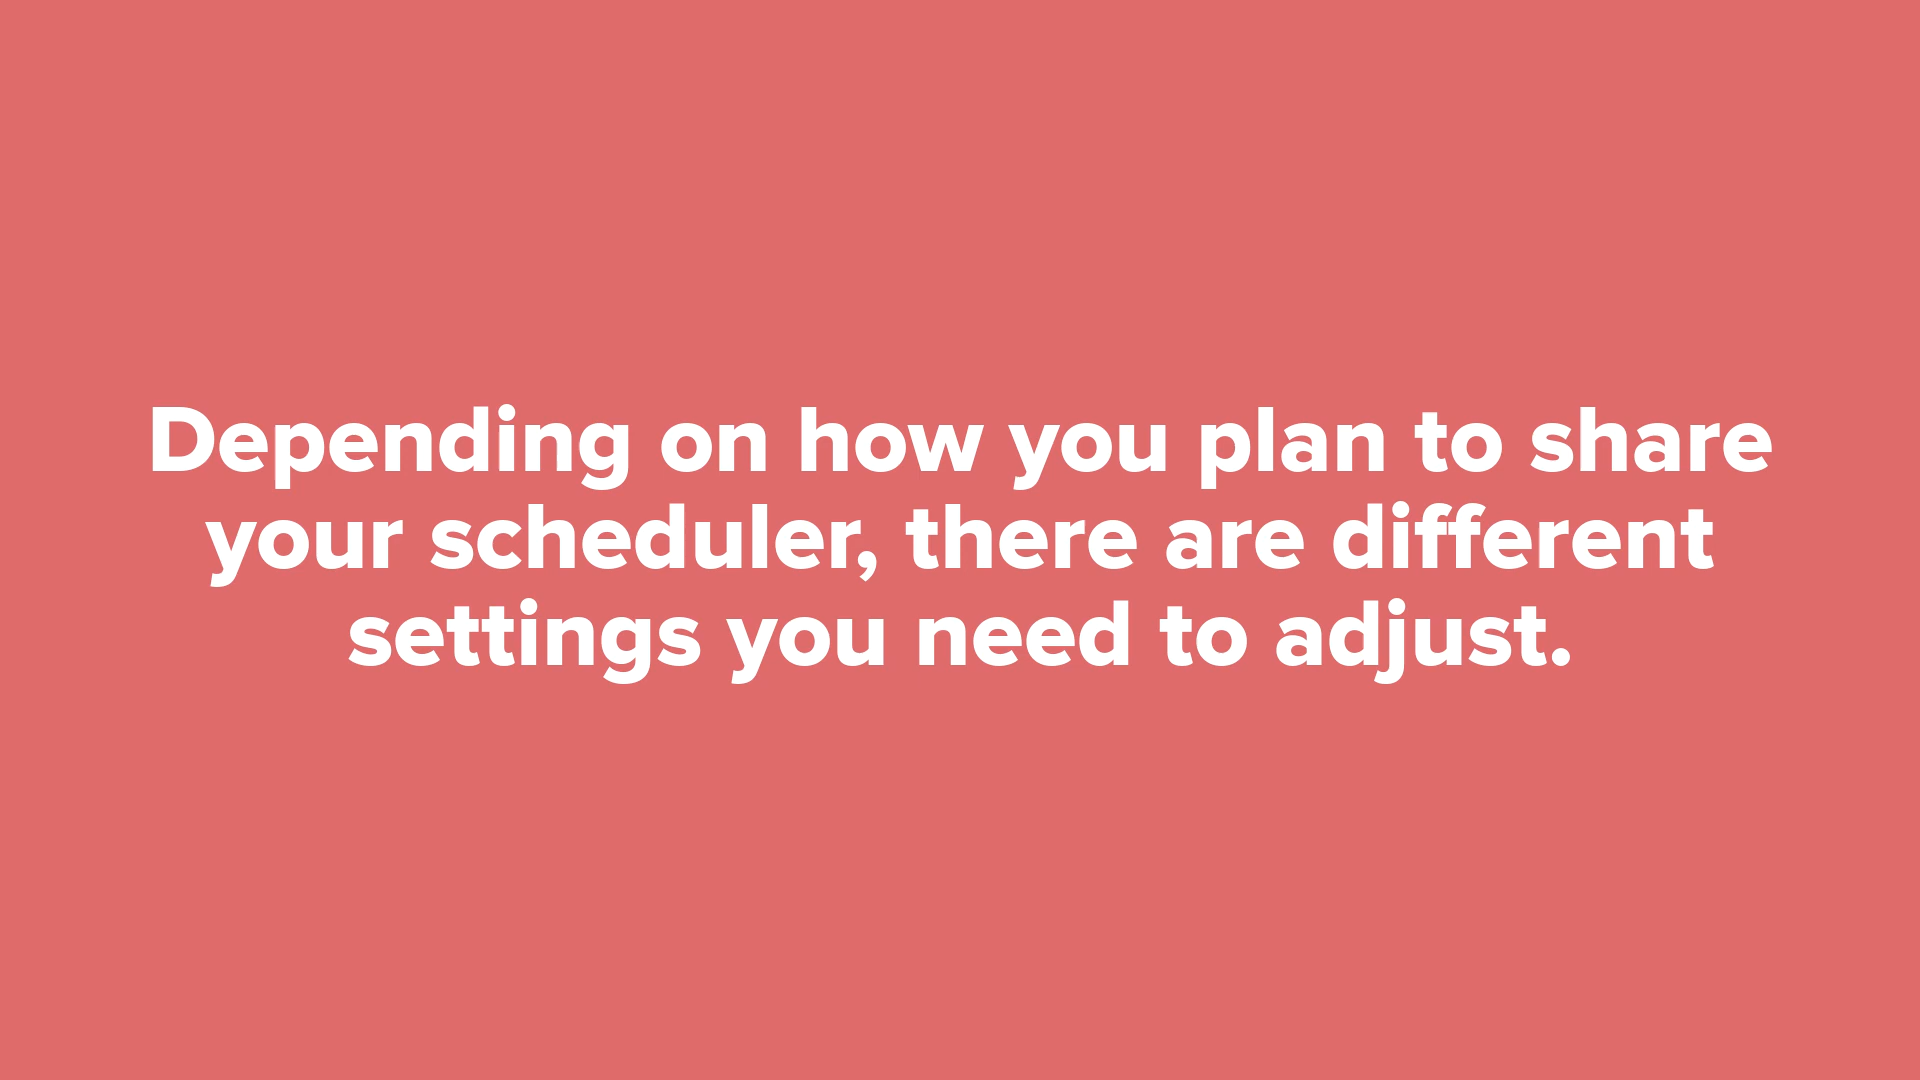 Depending on how you plan to share
your scheduler, there are different
settings you need to adjust.